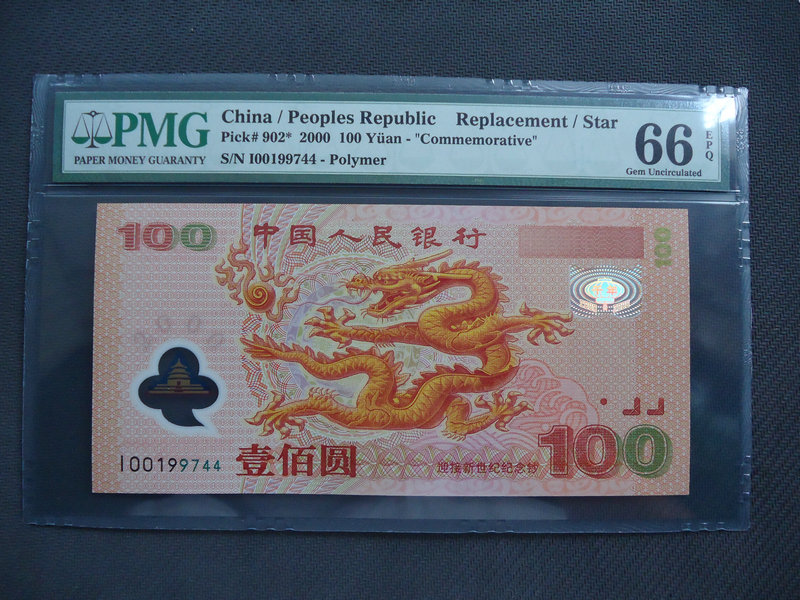 PMG
PAPER MONEY GUARANTY
China / Peoples Republic Replacement / Star
Pick# 902* 2000 100 Yüan - "Commemorative"
S/N I00199744 - Polymer
66 EPQ
Gem Uncirculated
100 中国人民银行
100
I00199744
壹佰圆
迎接新世纪纪念钞
100